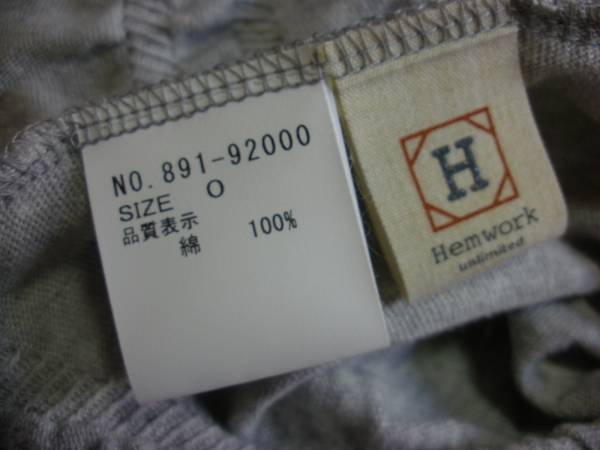 NO.891-92000
SIZE O
品質表示
綿 100%
H
Hemwork
unlimited